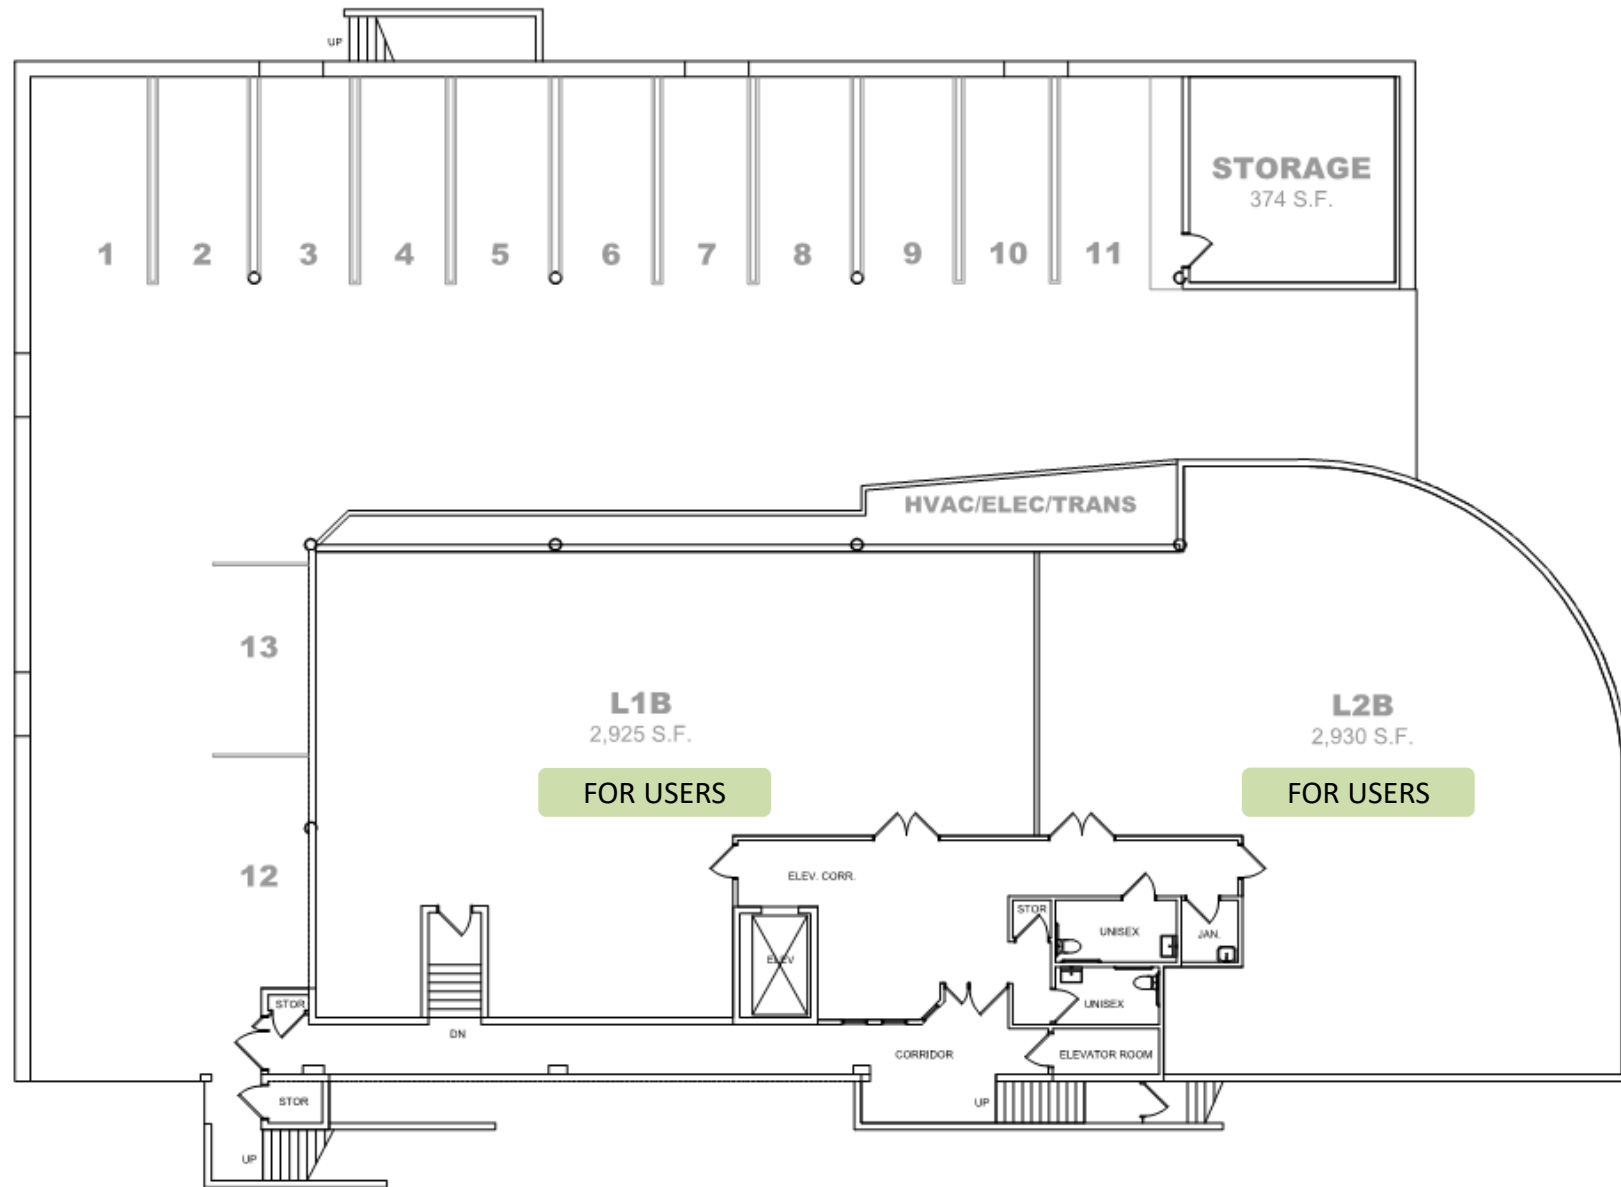 UP
STORAGE
374 S.F.
1 2 3 4 5 6 7 8 9 10 11
HVAC/ELEC/TRANS
13
L1B
2,925 S.F.
FOR USERS
L2B
2,930 S.F.
FOR USERS
12
ELEV. CORR.
STOR
UNISEX
JAN.
ELEV
STOR
UNISEX
DN
CORRIDOR
ELEVATOR ROOM
STOR
UP
UP